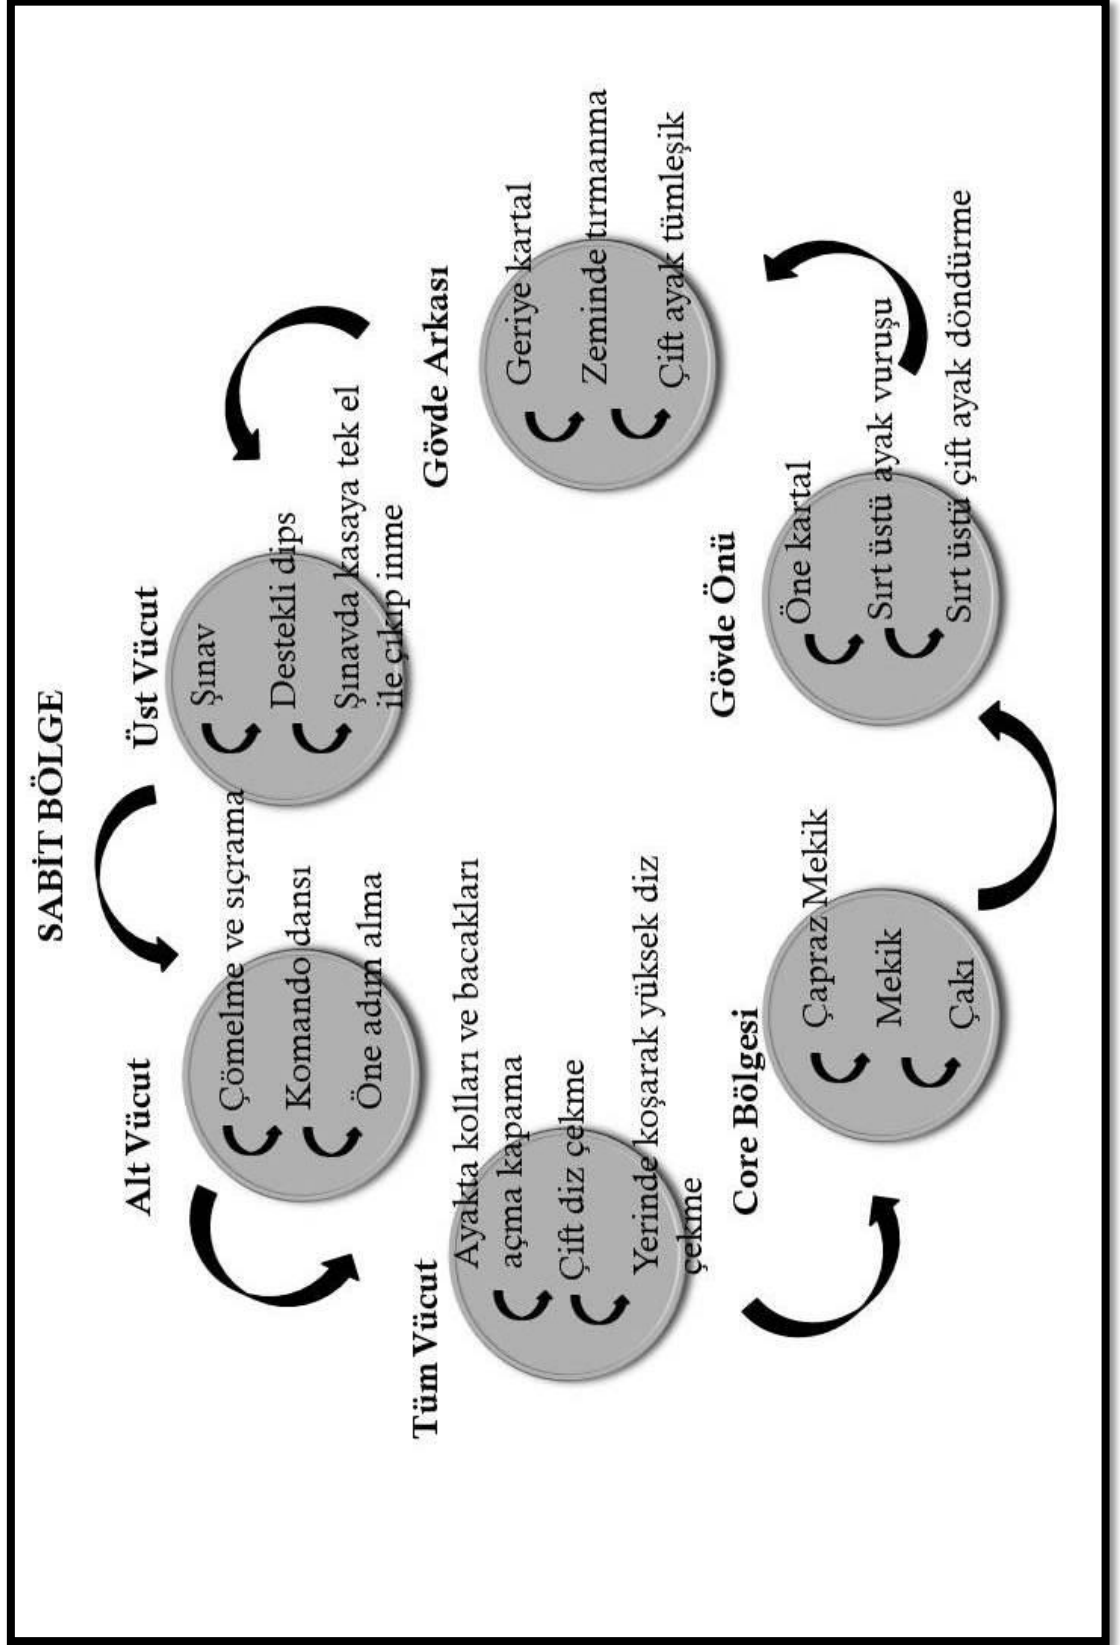 SABİT BÖLGE
Üst Vücut
Şınav
Destekli dips
Şınavda kasaya tek el
ile çıkıp inme
Alt Vücut
Çömelme ve sıçrama
Komando dansı
Öne adım alma
Tüm Vücut
Ayakta kolları ve bacakları
açma kapama
Çift diz çekme
Yerinde koşarak yüksek diz
çekme
Core Bölgesi
Çapraz Mekik
Mekik
Çakı
Gövde Önü
Öne kartal
Sırt üstü ayak vuruşu
Sırt üstü çift ayak döndürme
Gövde Arkası
Geriye kartal
Zeminde tırmanma
Çift ayak tümleşik